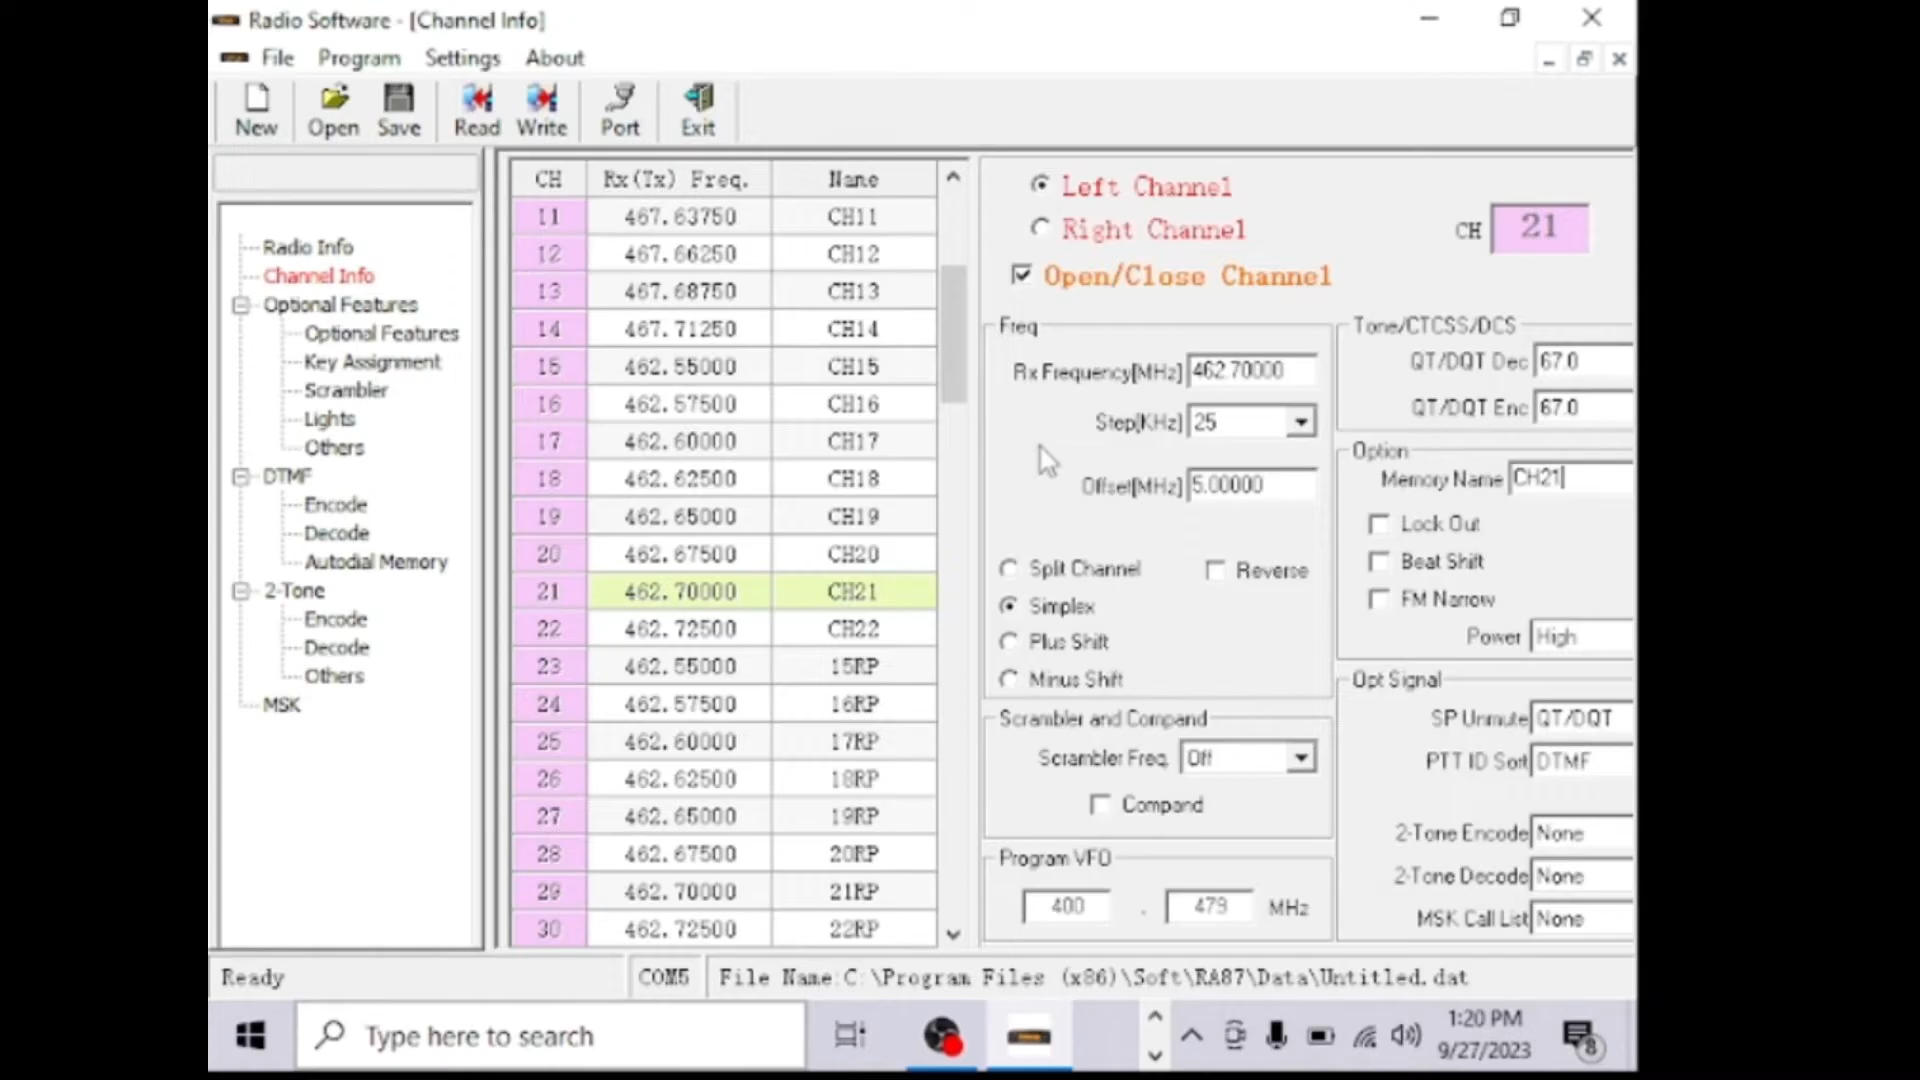 Radio Software - [Channel Info]
File Program Settings About
New Open Save Read Write Port Exit
Radio Info
Channel Info
Optional Features
Optional Features
Key Assignment
Scrambler
Lights
Others
DTMF
Encode
Decode
Autodial Memory
2-Tone
Encode
Decode
Others
MSK
CH Rx(Tx) Freq. Name
11 467.63750 CH11
12 467.66250 CH12
13 467.68750 CH13
14 467.71250 CH14
15 462.55000 CH15
16 462.57500 CH16
17 462.60000 CH17
18 462.62500 CH18
19 462.65000 CH19
20 462.67500 CH20
21 462.70000 CH21
22 462.72500 CH22
23 462.55000 15RP
24 462.57500 16RP
25 462.60000 17RP
26 462.62500 18RP
27 462.65000 19RP
28 462.67500 20RP
29 462.70000 21RP
30 462.72500 22RP
Left Channel
Right Channel
CH 21
Open/Close Channel
Freq
Rx Frequency[MHz] 462.70000
Step[KHz] 25
Offset[MHz] 5.00000
Split Channel Reverse
Simplex
Plus Shift
Minus Shift
Scrambler and Compand
Scrambler Freq. Off
Compand
Program VFO
400 . 479 MHz
Tone/CTCSS/DCS
QT/DQT Dec 67.0
QT/DQT Enc 67.0
Option
Memory Name CH21
Lock Out
Beat Shift
FM Narrow
Power High
Opt Signal
SP Unmute QT/DQT
PTT ID Sort DTMF
2-Tone Encode None
2-Tone Decode None
MSK Call List None
Ready COM5 File Name:C:\Program Files (x86)\Soft\RA87\Data\Untitled.dat
Type here to search
1:20 PM
9/27/2023
8